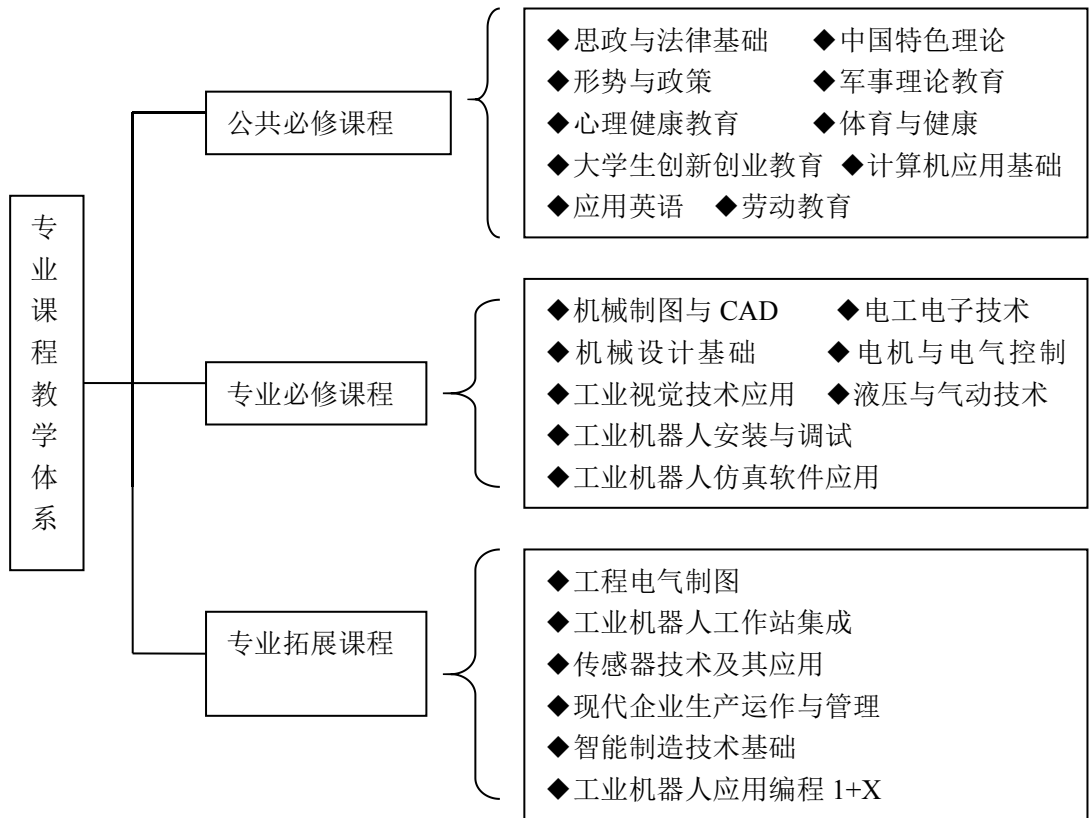 专业课程教学体系
公共必修课程
◆思政与法律基础 ◆中国特色理论
◆形势与政策 ◆军事理论教育
◆心理健康教育 ◆体育与健康
◆大学生创新创业教育 ◆计算机应用基础
◆应用英语 ◆劳动教育
专业必修课程
◆机械制图与 CAD ◆电工电子技术
◆机械设计基础 ◆电机与电气控制
◆工业视觉技术应用 ◆液压与气动技术
◆工业机器人安装与调试
◆工业机器人仿真软件应用
专业拓展课程
◆工程电气制图
◆工业机器人工作站集成
◆传感器技术及其应用
◆现代企业生产运作与管理
◆智能制造技术基础
◆工业机器人应用编程 1+X